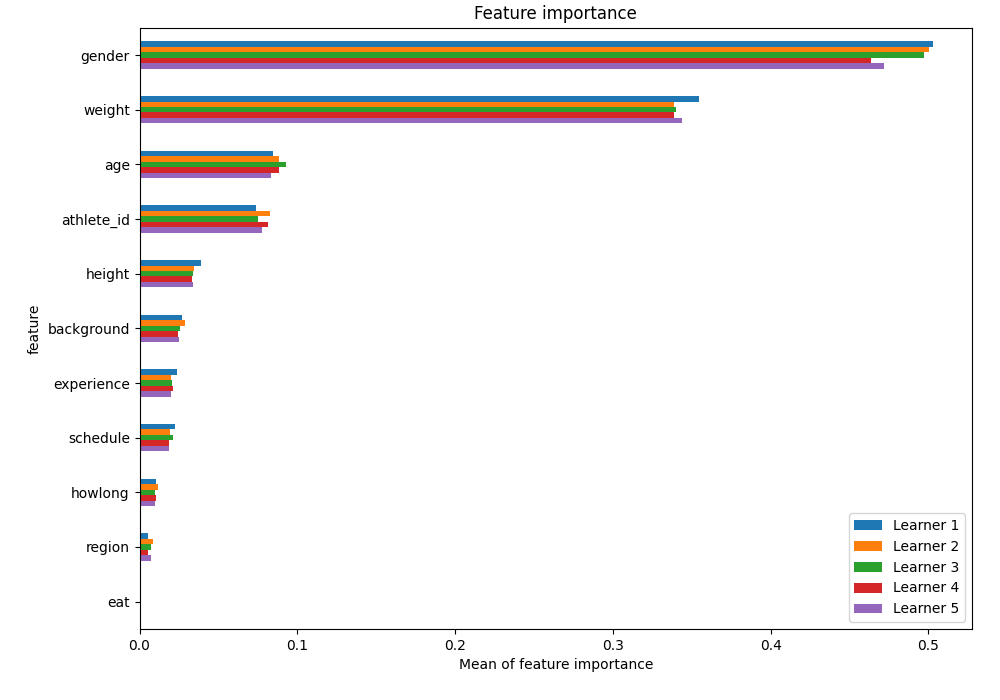 Feature importance
gender
weight
age
athlete_id
height
background
experience
schedule
howlong
region
eat
feature
Learner 1
Learner 2
Learner 3
Learner 4
Learner 5
0.0 0.1 0.2 0.3 0.4 0.5
Mean of feature importance